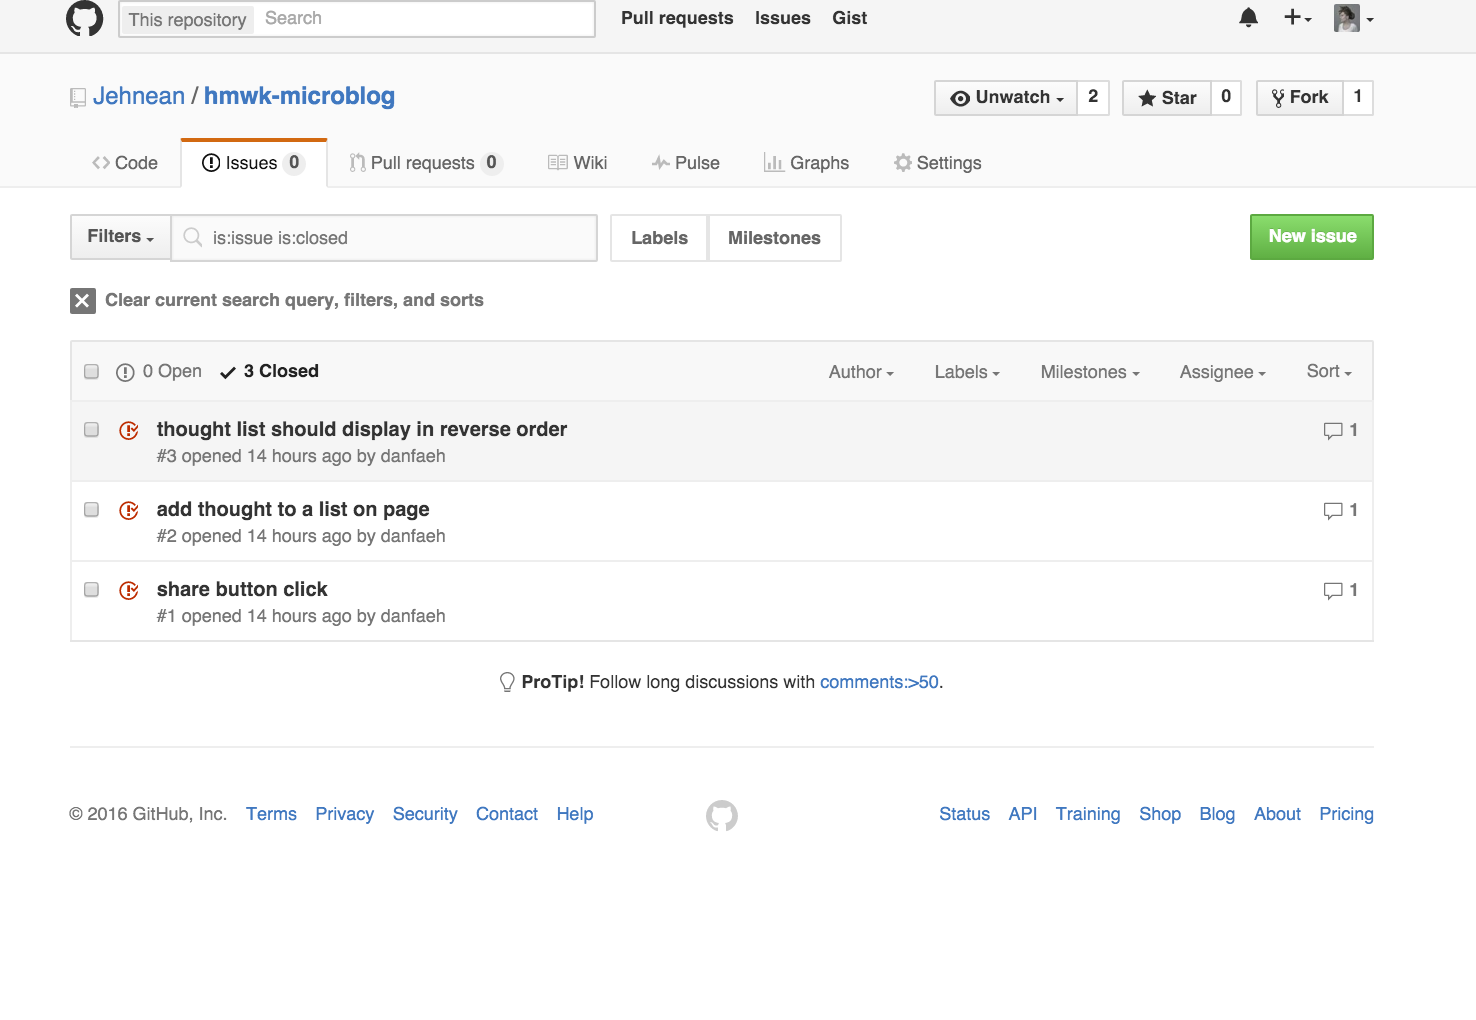 This repository Search Pull requests Issues Gist
Jehnean / hmwk-microblog Unwatch 2 Star 0 Fork 1
Code Issues 0 Pull requests 0 Wiki Pulse Graphs Settings
Filters is:issue is:closed Labels Milestones New issue
Clear current search query, filters, and sorts
0 Open 3 Closed Author Labels Milestones Assignee Sort
thought list should display in reverse order 1
#3 opened 14 hours ago by danfaeh
add thought to a list on page 1
#2 opened 14 hours ago by danfaeh
share button click 1
#1 opened 14 hours ago by danfaeh
ProTip! Follow long discussions with comments:>50.
© 2016 GitHub, Inc. Terms Privacy Security Contact Help Status API Training Shop Blog About Pricing